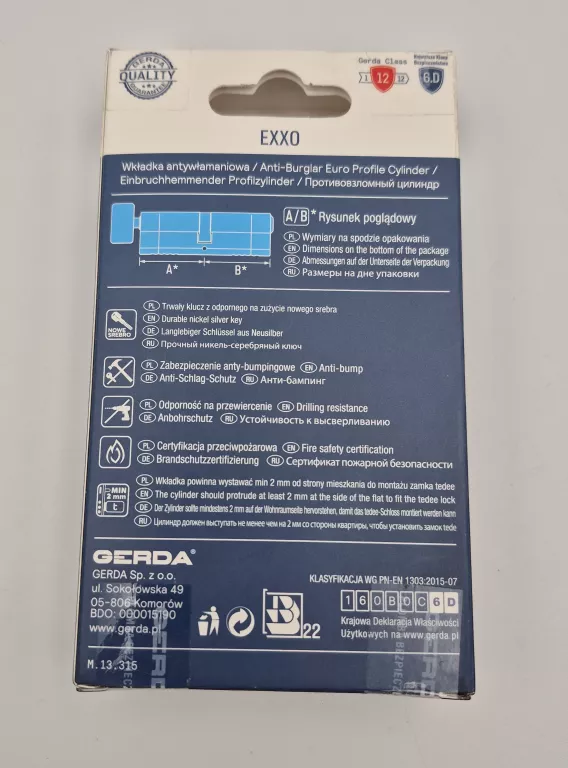 GERDA
QUALITY
GUARANTEE
Gerda Class
1 12 12
6.D
EXXO
Wkładka antywłamaniowa / Anti-Burglar Euro Profile Cylinder /
Einbruchhemmender Profilzylinder / Противовзломный цилиндр
A/B* Rysunek poglądowy
PL Wymiary na spodzie opakowania
EN Dimensions on the bottom of the package
DE Abmessungen auf der Unterseite der Verpackung
RU Размеры на дне упаковки
A* B*
PL Trwały klucz z odpornego na zużycie nowego srebra
EN Durable nickel silver key
DE Langlebiger Schlüssel aus Neusilber
RU Прочный никель-серебряный ключ
NOWE
SREBRO
PL Zabezpieczenie anty-bumpingowe EN Anti-bump
DE Anti-Schlag-Schutz RU Анти-бампинг
PL Odporność na przewiercenie EN Drilling resistance
DE Anbohrschutz RU Устойчивость к высверливанию
PL Certyfikacja przeciwpożarowa EN Fire safety certification
DE Brandschutzzertifizierung RU Сертификат пожарной безопасности
MIN
2 mm
t
PL Wkładka powinna wystawać min 2 mm od strony mieszkania do montażu zamka tedee
EN The cylinder should protrude at least 2 mm at the side of the flat to fit the tedee lock
DE Der Zylinder sollte mindestens 2 mm auf der Wohnraumseite hervorstehen, damit das tedee-Schloss montiert werden kann
RU Цилиндр должен выступать не менее чем на 2 мм со стороны квартиры, чтобы установить замок tedee
GERDA®
GERDA Sp. z o.o.
ul. Sokołowska 49
05-806 Komorów
BDO: 000015190
www.gerda.pl
KLASYFIKACJA WG PN-EN 1303:2015-07
1 6 0 B 0 C 6 D
Krajowa Deklaracja Właściwości
Użytkowych na www.gerda.pl
B 22
M.13.315